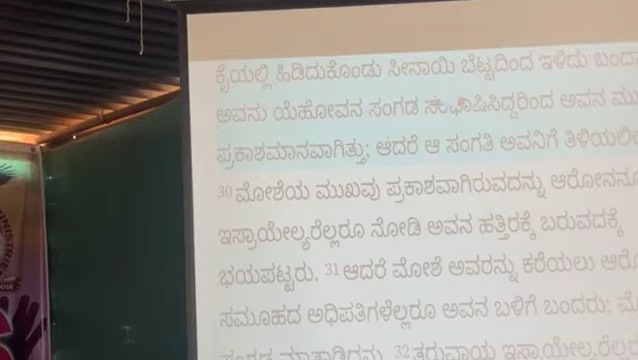 ಕೈಯಲ್ಲಿ ಹಿಡಿದುಕೊಂಡು ಸೀನಾಯಿ ಬೆಟ್ಟದಿಂದ ಇಳಿದು
ಅವನು ಯೆಹೋವನ ಸಂಗಡ ಸಂಭಾಷಿಸಿದ್ದರಿಂದ ಅವನ
ಪ್ರಕಾಶಮಾನವಾಗಿತ್ತು; ಆದರೆ ಆ ಸಂಗತಿ ಅವನಿಗೆ
30 ಮೋಶೆಯ ಮುಖವು ಪ್ರಕಾಶವಾಗಿರುವದನ್ನು
ಇಸ್ರಾಯೇಲ್ಯರೆಲ್ಲರೂ ನೋಡಿ ಅವನ ಹತ್ತಿರಕ್ಕೆ ಬರುವದಕ್ಕೆ
ಭಯಪಟ್ಟರು. 31 ಆದರೆ ಮೋಶೆ ಅವರನ್ನು ಕರೆಯಲು
ಸಮೂಹದ ಅಧಿಪತಿಗಳೆಲ್ಲರೂ ಅವನ ಬಳಿಗೆ ಬಂದರು;
32